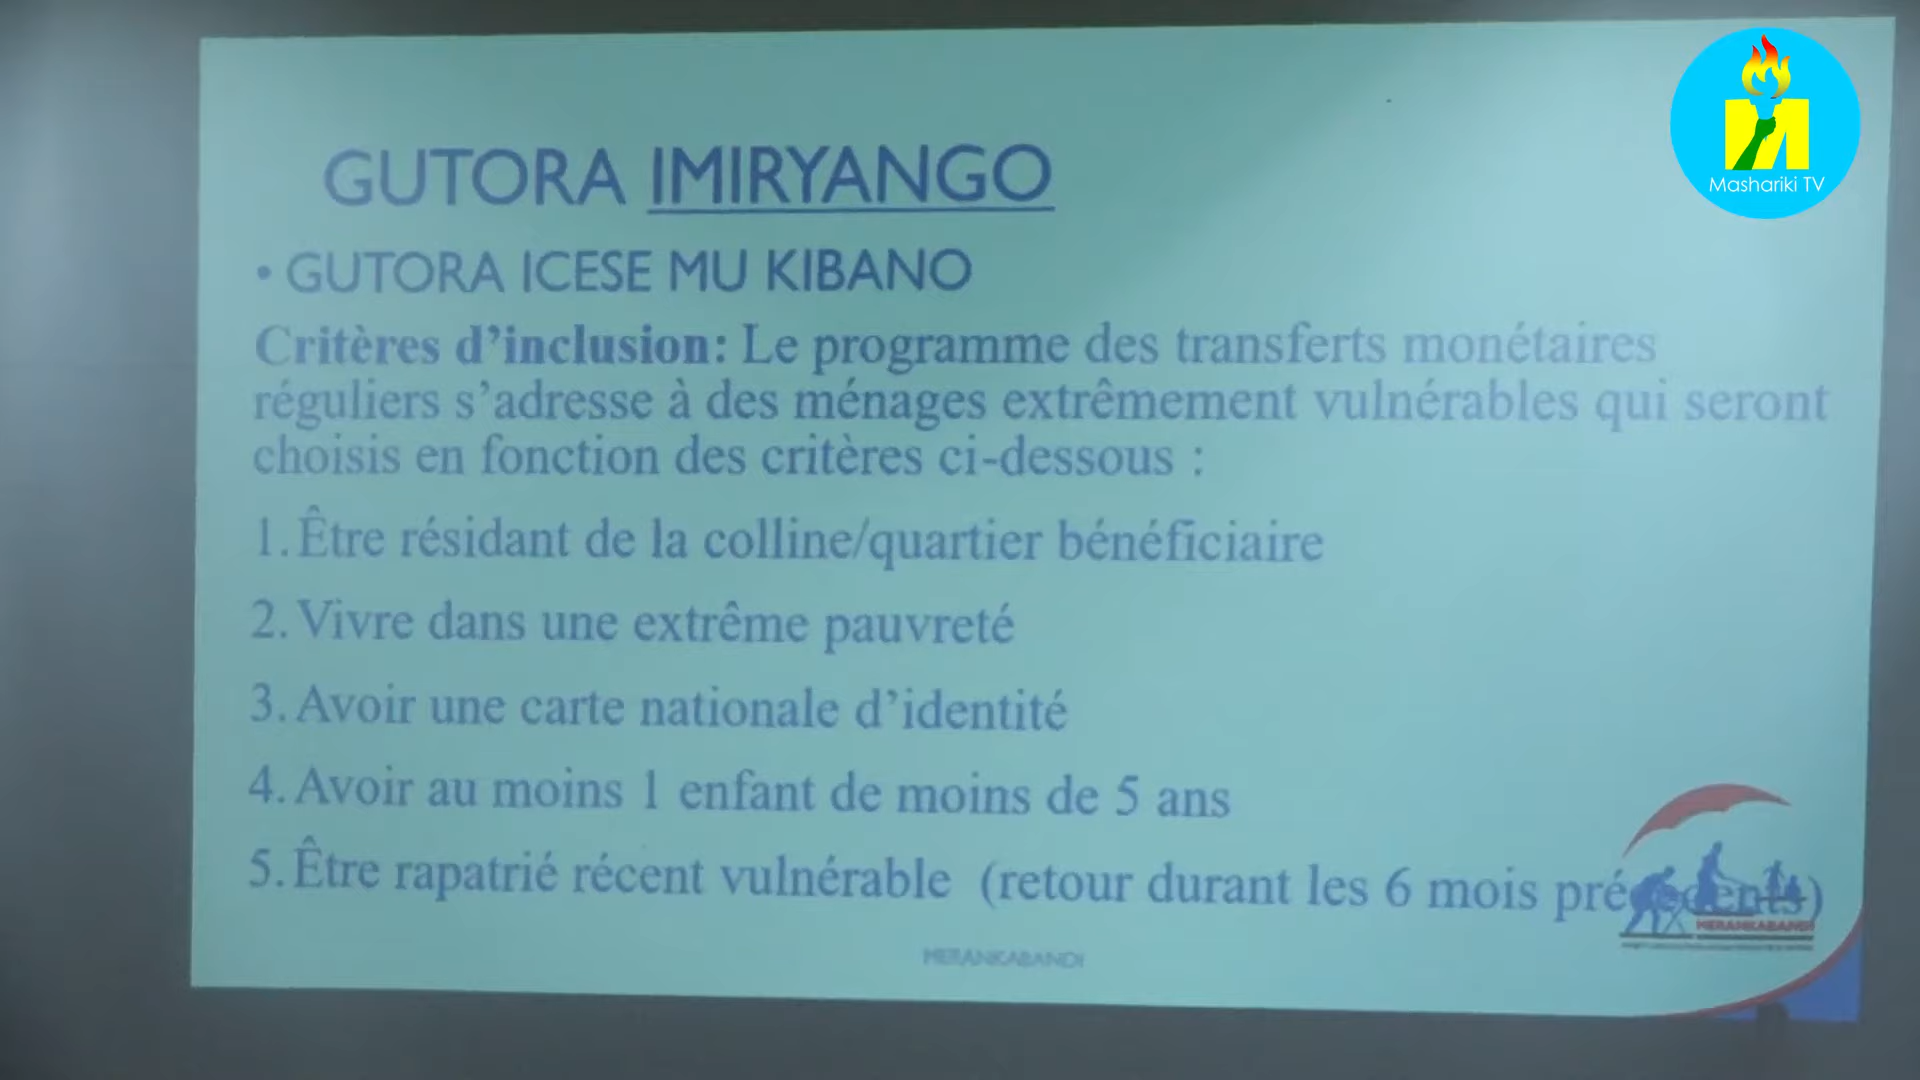 Mashariki TV
GUTORA IMIRYANGO
• GUTORA ICESE MU KIBANO
Critères d’inclusion: Le programme des transferts monétaires
réguliers s’adresse à des ménages extrêmement vulnérables qui seront
choisis en fonction des critères ci-dessous :
1. Être résidant de la colline/quartier bénéficiaire
2. Vivre dans une extrême pauvreté
3. Avoir une carte nationale d’identité
4. Avoir au moins 1 enfant de moins de 5 ans
5. Être rapatrié récent vulnérable (retour durant les 6 mois précédents)
MERANKABANDI
MERANKABANDI